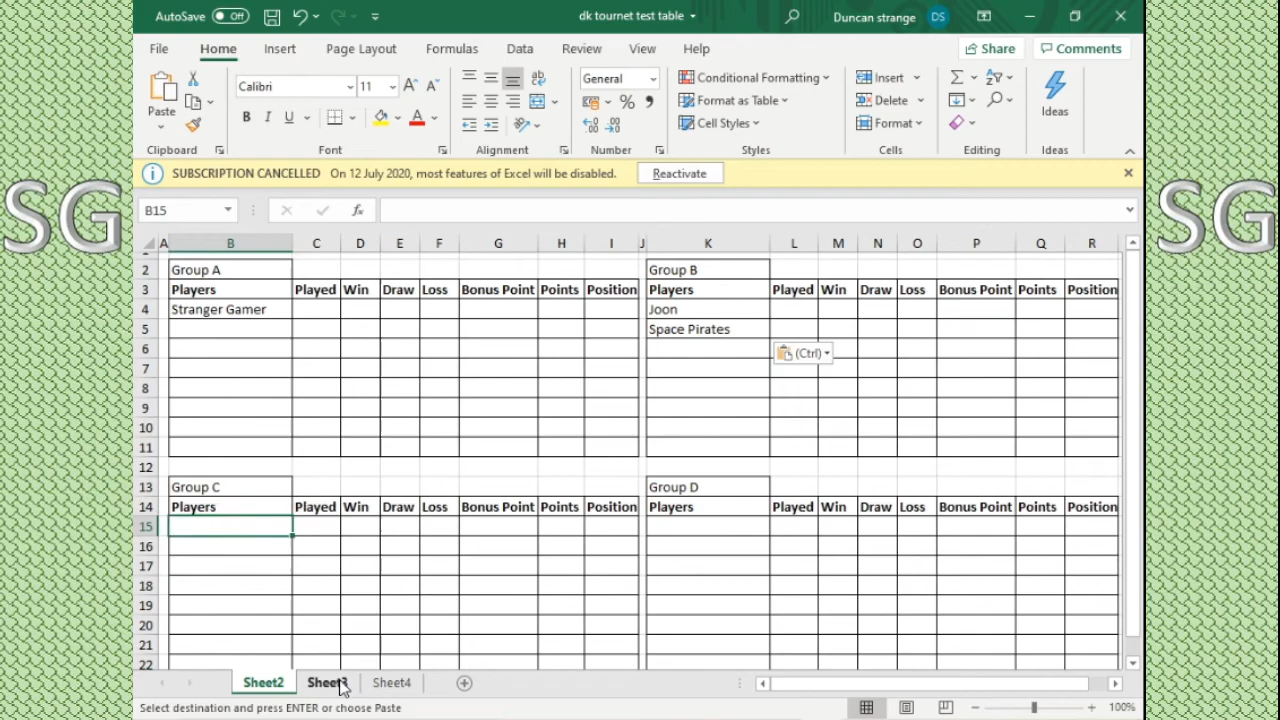 AutoSave Off
dk tournet test table
Duncan strange DS
File Home Insert Page Layout Formulas Data Review View Help Share Comments
Paste
Clipboard
Calibri 11
B I U A
Font
ab
Alignment
General
%
Number
Conditional Formatting
Format as Table
Cell Styles
Styles
Insert
Delete
Format
Cells
Editing
Ideas
Ideas
SUBSCRIPTION CANCELLED On 12 July 2020, most features of Excel will be disabled. Reactivate
SG
SG
B15 fx
A B C D E F G H I J K L M N O P Q R
2 Group A Group B
3 Players Played Win Draw Loss Bonus Point Points Position Players Played Win Draw Loss Bonus Point Points Position
4 Stranger Gamer Joon
5 Space Pirates
6 (Ctrl)
7
8
9
10
11
12
13 Group C Group D
14 Players Played Win Draw Loss Bonus Point Points Position Players Played Win Draw Loss Bonus Point Points Position
15
16
17
18
19
20
21
22
Sheet2 Sheet3 Sheet4
Select destination and press ENTER or choose Paste 100%